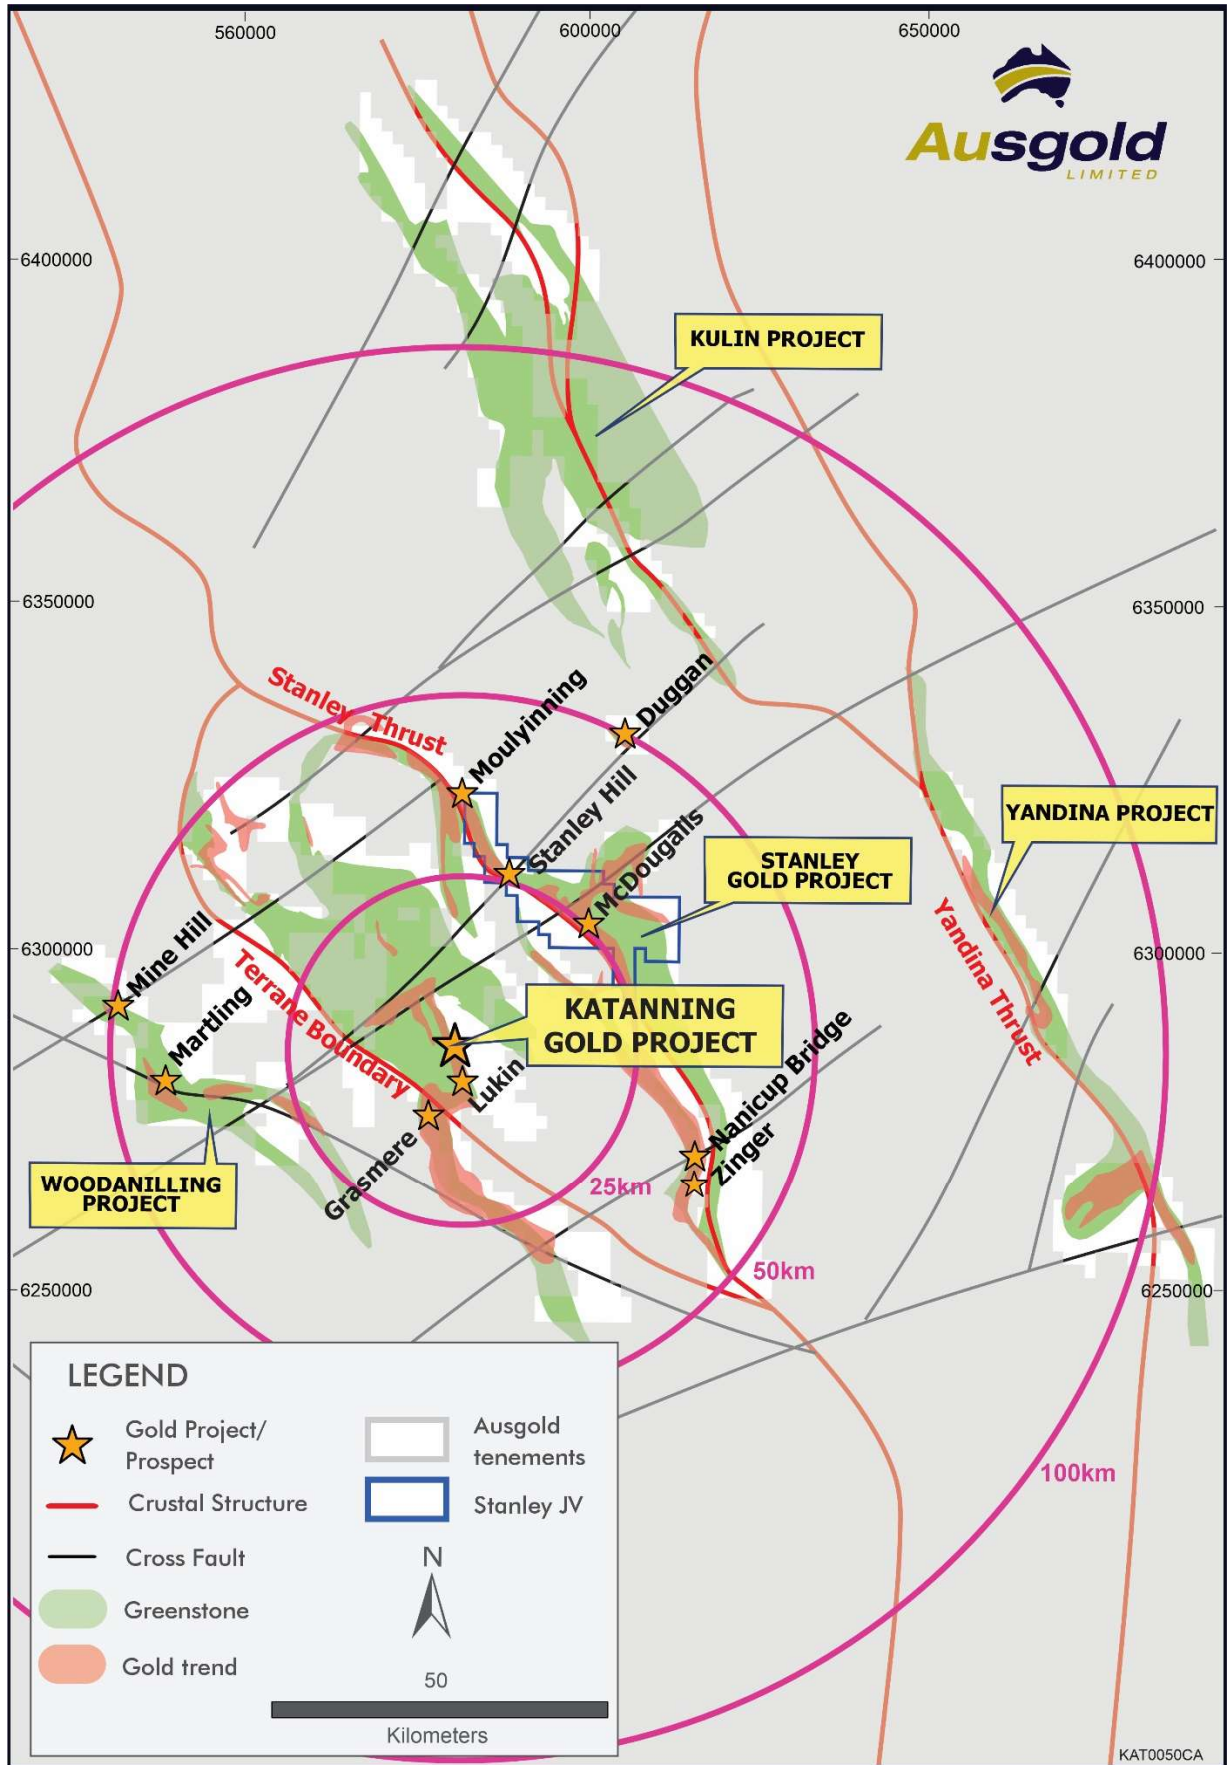 560000
600000
650000
Ausgold
LIMITED
6400000
6400000
KULIN PROJECT
6350000
6350000
Stanley Thrust
Moulyinning
Duggan
Stanley Hill
McDougalls
YANDINA PROJECT
STANLEY
GOLD PROJECT
6300000
6300000
Mine Hill
Martling
Terrane Boundary
Yandina Thrust
KATANNING
GOLD PROJECT
Lukin
Nanicup Bridge
Zinger
Grasmere
WOODANILLING
PROJECT
25km
50km
6250000
6250000
100km
LEGEND
Gold Project/
Prospect
Crustal Structure
Cross Fault
Greenstone
Gold trend
Ausgold
tenements
Stanley JV
N
50
Kilometers
KAT0050CA